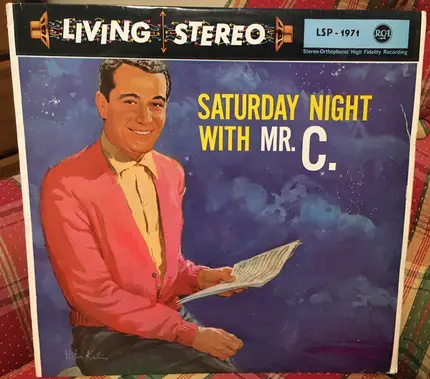 LIVING STEREO
LSP - 1971
RCA
Stereo-Orthophonic High Fidelity Recording
SATURDAY NIGHT
WITH MR. C.